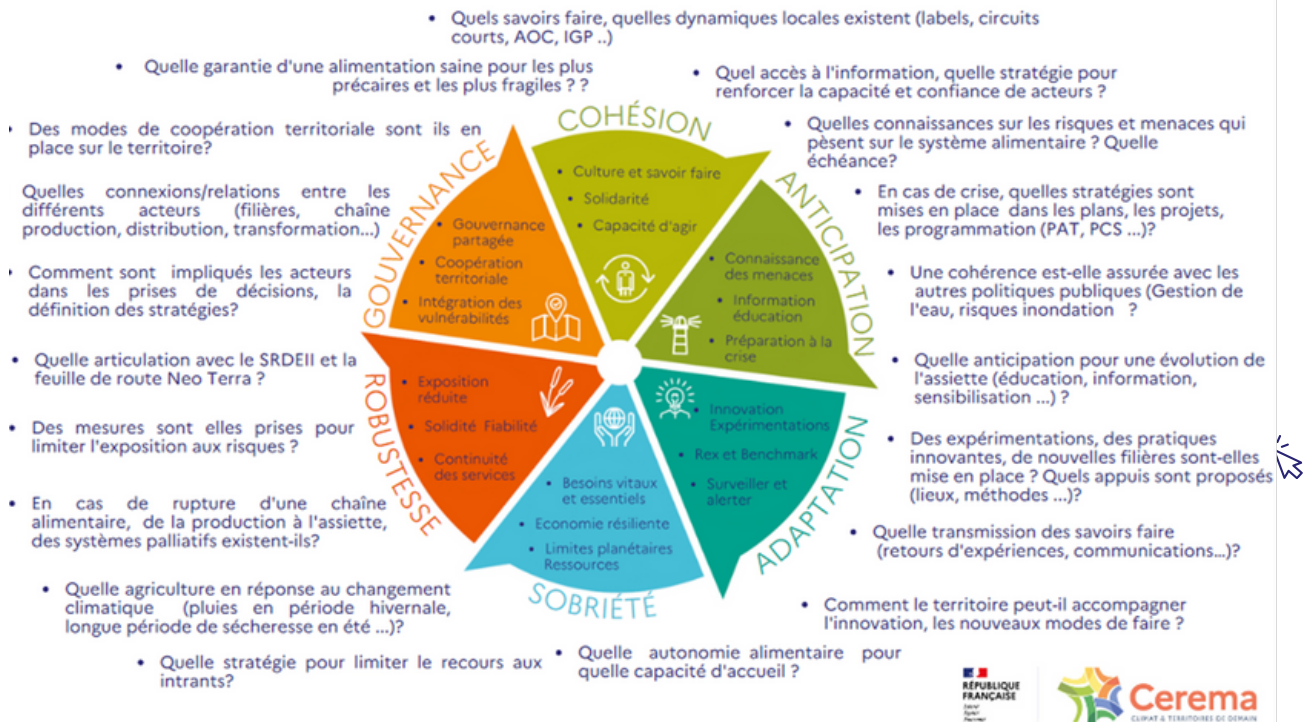 • Quels savoirs faire, quelles dynamiques locales existent (labels, circuits
courts, AOC, IGP ..)
• Quelle garantie d'une alimentation saine pour les plus
précaires et les plus fragiles ? ?
• Quel accès à l'information, quelle stratégie pour
renforcer la capacité et confiance de acteurs ?
• Des modes de coopération territoriale sont ils en
place sur le territoire?
• Quelles connaissances sur les risques et menaces qui
pèsent sur le système alimentaire ? Quelle
échéance?
Quelles connexions/relations entre les
différents acteurs (filières, chaîne
production, distribution, transformation...)
• En cas de crise, quelles stratégies sont
mises en place dans les plans, les projets,
les programmation (PAT, PCS ...)?
• Comment sont impliqués les acteurs
dans les prises de décisions, la
définition des stratégies?
• Une cohérence est-elle assurée avec les
autres politiques publiques (Gestion de
l'eau, risques inondation ?
• Quelle articulation avec le SRDEII et la
feuille de route Neo Terra ?
• Quelle anticipation pour une évolution de
l'assiette (éducation, information,
sensibilisation ...) ?
• Des mesures sont elles prises pour
limiter l'exposition aux risques ?
• Des expérimentations, des pratiques
innovantes, de nouvelles filières sont-elles
mise en place ? Quels appuis sont proposés
(lieux, méthodes ...)?
• En cas de rupture d'une chaîne
alimentaire, de la production à l'assiette,
des systèmes palliatifs existent-ils?
• Quelle transmission des savoirs faire
(retours d'expériences, communications...)?
• Quelle agriculture en réponse au changement
climatique (pluies en période hivernale,
longue période de sécheresse en été ...)?
• Comment le territoire peut-il accompagner
l'innovation, les nouveaux modes de faire ?
• Quelle stratégie pour limiter le recours aux
intrants?
• Quelle autonomie alimentaire pour
quelle capacité d'accueil ?
COHÉSION
• Culture et savoir faire
• Solidarité
• Capacité d'agir
ANTICIPATION
• Connaissance
des menaces
• Information
éducation
• Préparation à la
crise
ADAPTATION
• Innovation
Expérimentations
• Rex et Benchmark
• Surveiller et
alerter
SOBRIÉTÉ
• Besoins vitaux
et essentiels
• Economie résiliente
• Limites planétaires
Ressources
ROBUSTESSE
• Exposition
réduite
• Solidité Fiabilité
• Continuité
des services
GOUVERNANCE
• Gouvernance
partagée
• Coopération
territoriale
• Intégration des
vulnérabilités
RÉPUBLIQUE
FRANÇAISE
Liberté
Égalité
Fraternité
Cerema
CLIMAT & TERRITOIRES DE DEMAIN